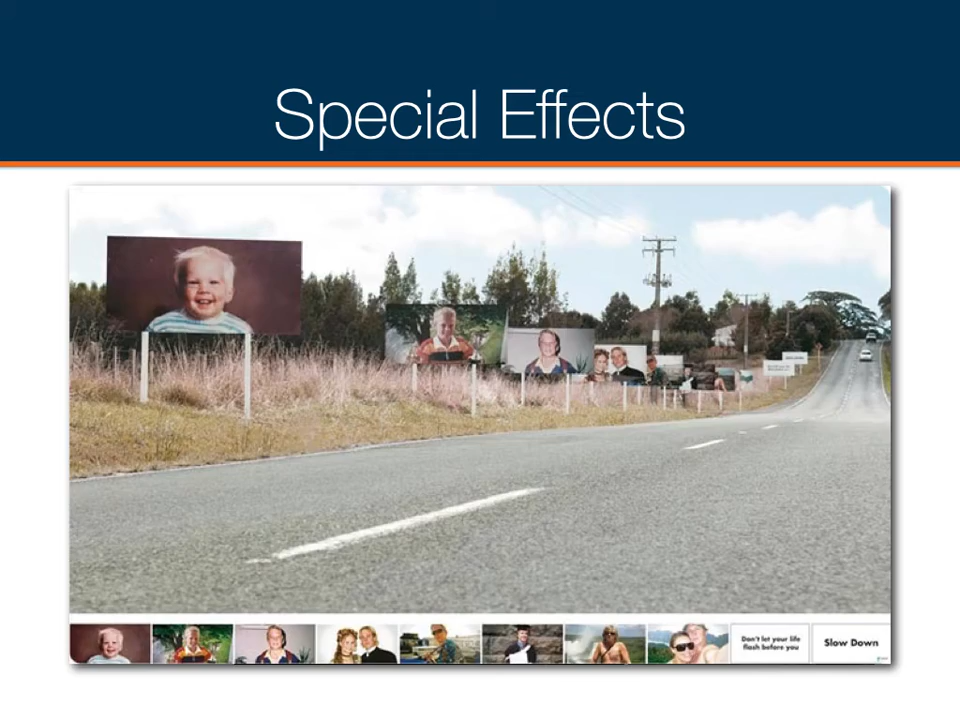 Special Effects
Don't let your life
flash before you
Slow Down